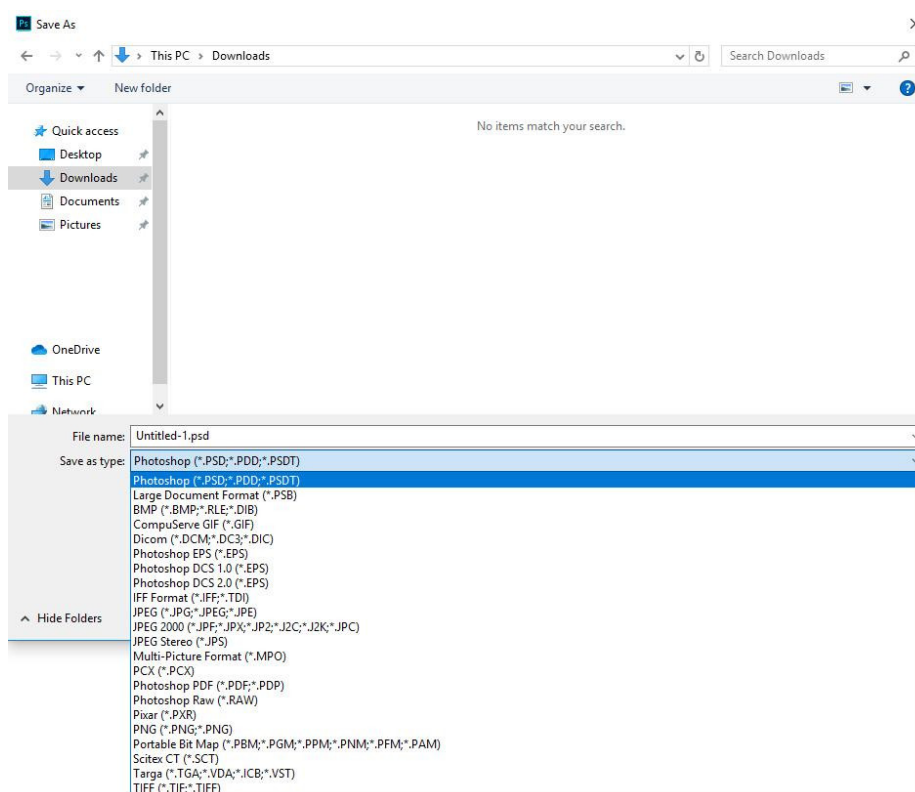 Ps Save As
This PC > Downloads
Search Downloads
Organize
New folder
?
No items match your search.
Quick access
Desktop
Downloads
Documents
Pictures
OneDrive
This PC
Network
File name: Untitled-1.psd
Save as type: Photoshop (*.PSD;*.PDD;*.PSDT)
Photoshop (*.PSD;*.PDD;*.PSDT)
Large Document Format (*.PSB)
BMP (*.BMP;*.RLE;*.DIB)
CompuServe GIF (*.GIF)
Dicom (*.DCM;*.DC3;*.DIC)
Photoshop EPS (*.EPS)
Photoshop DCS 1.0 (*.EPS)
Photoshop DCS 2.0 (*.EPS)
IFF Format (*.IFF;*.TDI)
JPEG (*.JPG;*.JPEG;*.JPE)
Hide Folders
JPEG 2000 (*.JPF;*.JPX;*.JP2;*.J2C;*.J2K;*.JPC)
JPEG Stereo (*.JPS)
Multi-Picture Format (*.MPO)
PCX (*.PCX)
Photoshop PDF (*.PDF;*.PDP)
Photoshop Raw (*.RAW)
Pixar (*.PXR)
PNG (*.PNG;*.PNG)
Portable Bit Map (*.PBM;*.PGM;*.PPM;*.PNM;*.PFM;*.PAM)
Scitex CT (*.SCT)
Targa (*.TGA;*.VDA;*.ICB;*.VST)
TIFF (*.TIF;*.TIFF)